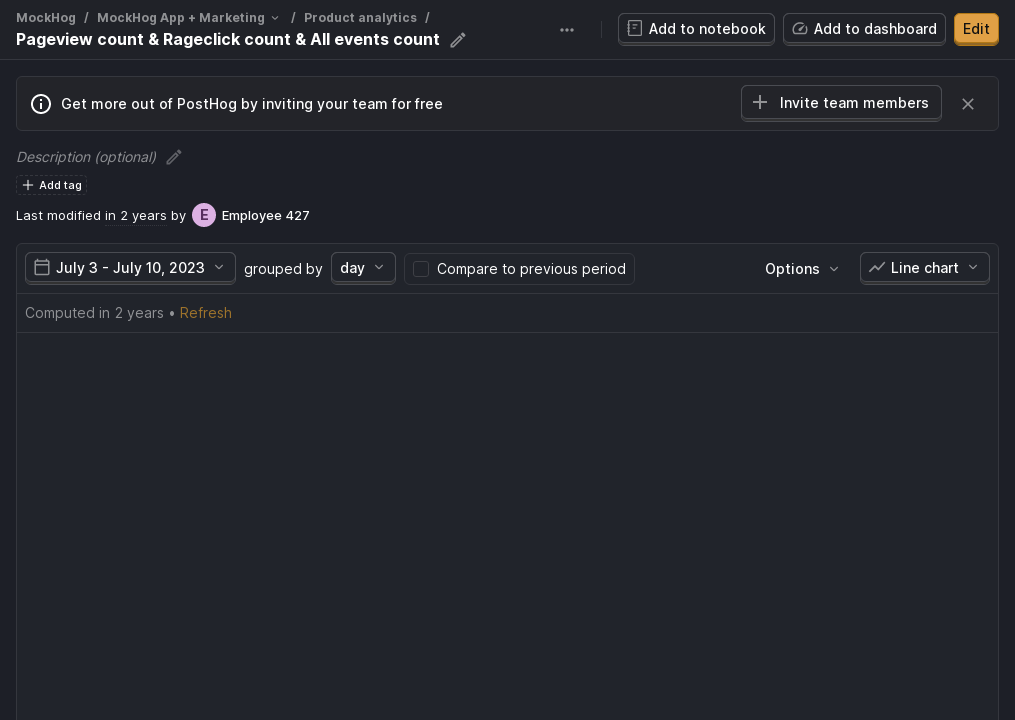 MockHog / MockHog App + Marketing / Product analytics /
Pageview count & Rageclick count & All events count
Add to notebook
Add to dashboard
Edit
Get more out of PostHog by inviting your team for free
Invite team members
Description (optional)
Add tag
Last modified in 2 years by E Employee 427
July 3 - July 10, 2023 grouped by day Compare to previous period Options Line chart
Computed in 2 years • Refresh